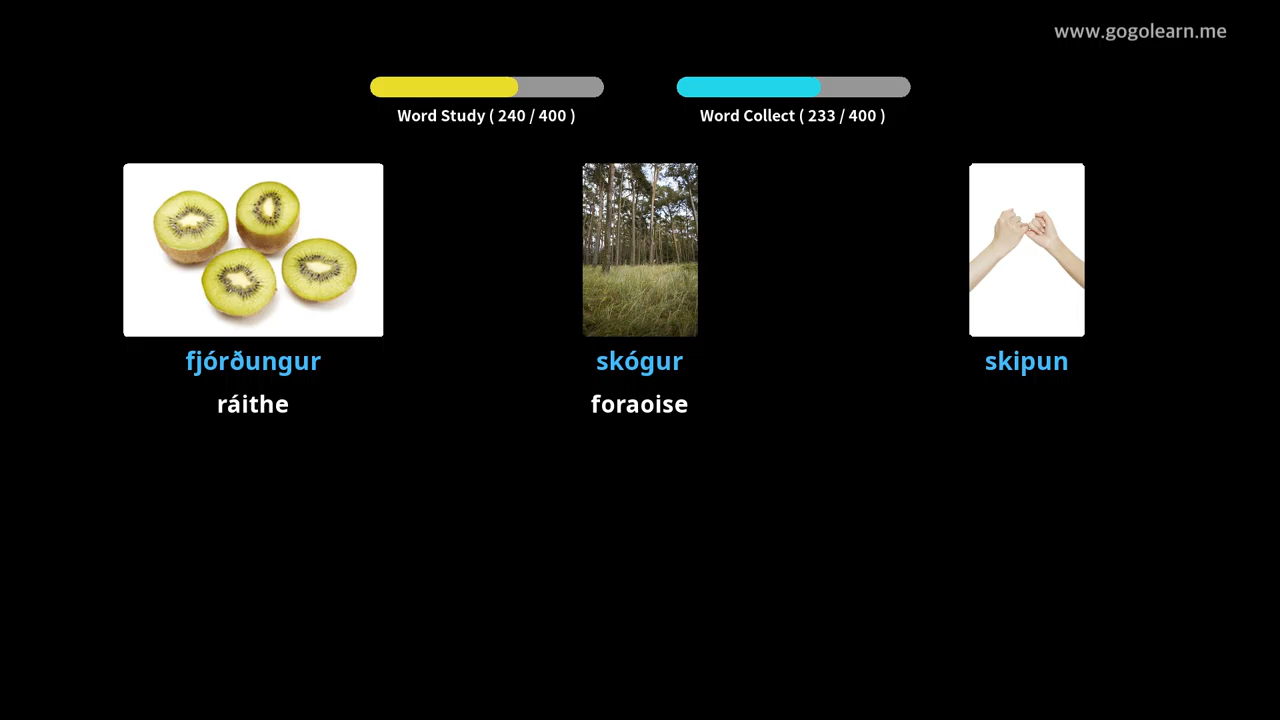 www.gogolearn.me
Word Study ( 240 / 400 )
Word Collect ( 233 / 400 )
fjórðungur
skógur
skipun
ráithe
foraoise